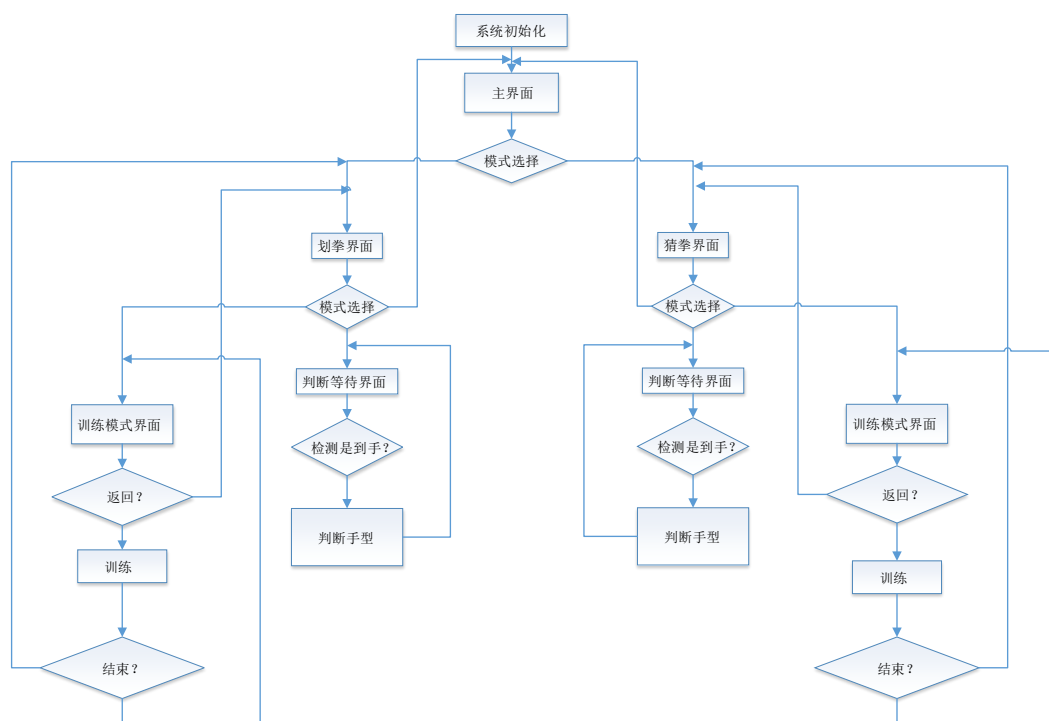 系统初始化
主界面
模式选择
划拳界面
猜拳界面
模式选择
模式选择
判断等待界面
判断等待界面
训练模式界面
训练模式界面
检测是到手？
检测是到手？
返回？
返回？
判断手型
判断手型
训练
训练
结束？
结束？